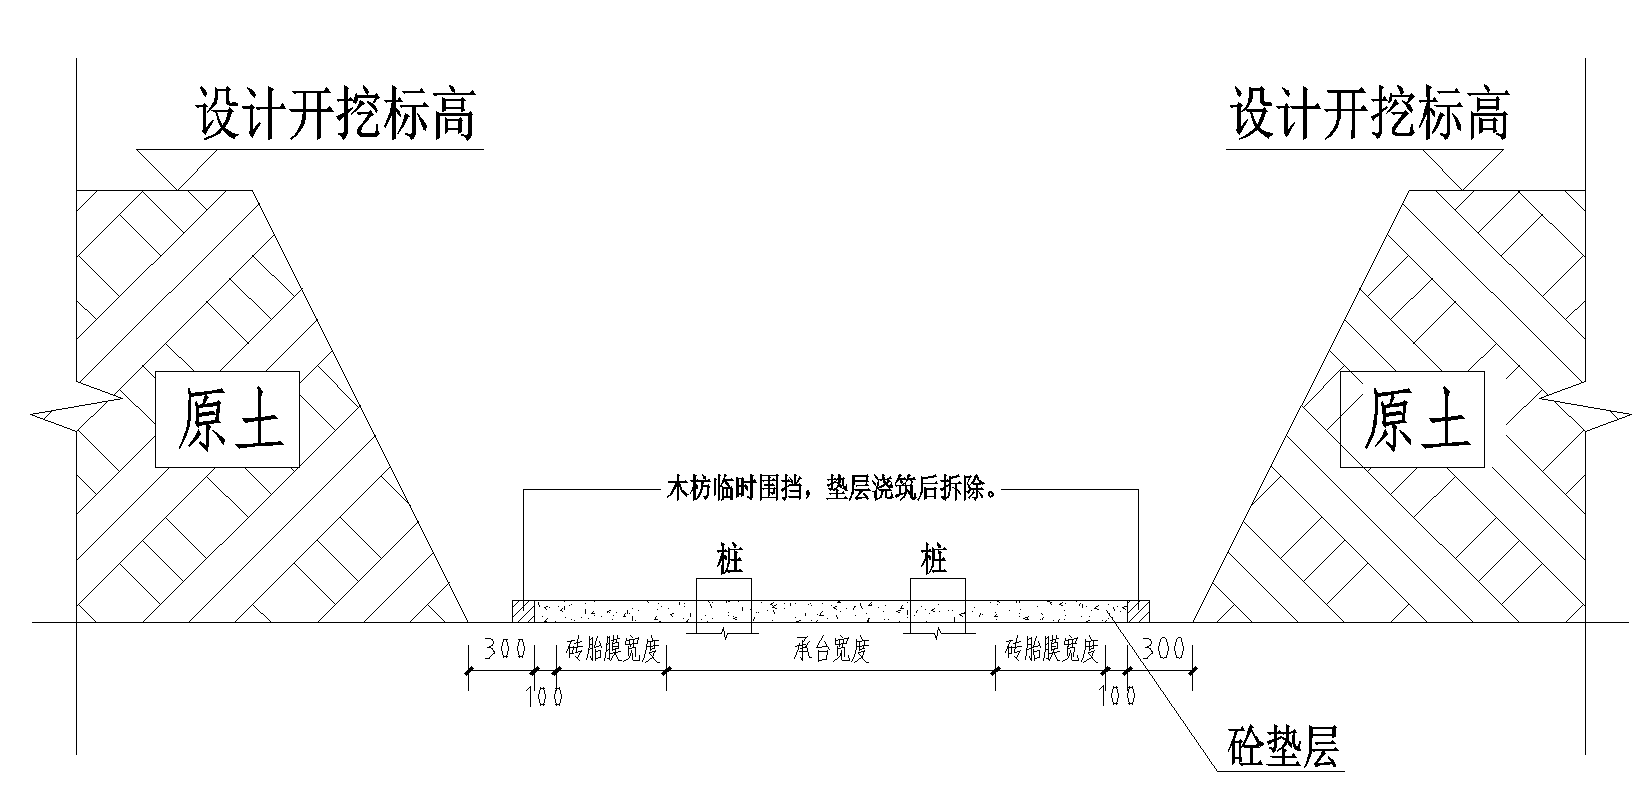 设计开挖标高
设计开挖标高
原土
原土
木枋临时围挡，垫层浇筑后拆除。
桩
桩
300
砖胎膜宽度
承台宽度
砖胎膜宽度
300
100
100
砼垫层